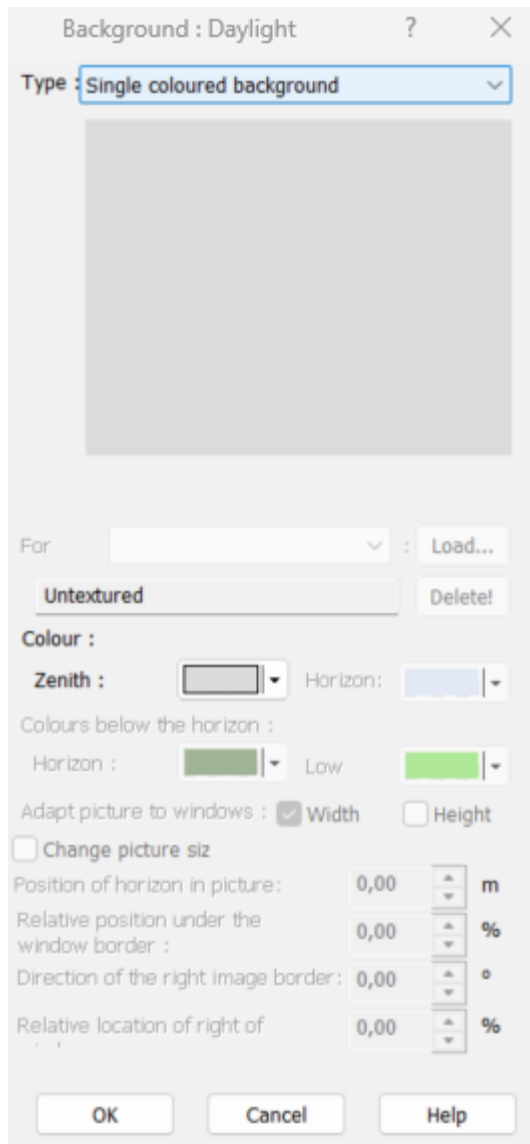 Background : Daylight ? ×
Type : Single coloured background
For : Load...
Untextured Delete!
Colour :
Zenith : Horizon:
Colours below the horizon :
Horizon : Low
Adapt picture to windows : Width Height
Change picture siz
Position of horizon in picture: 0,00 m
Relative position under the
window border : 0,00 %
Direction of the right image border: 0,00 °
Relative location of right of 0,00 %
OK Cancel Help